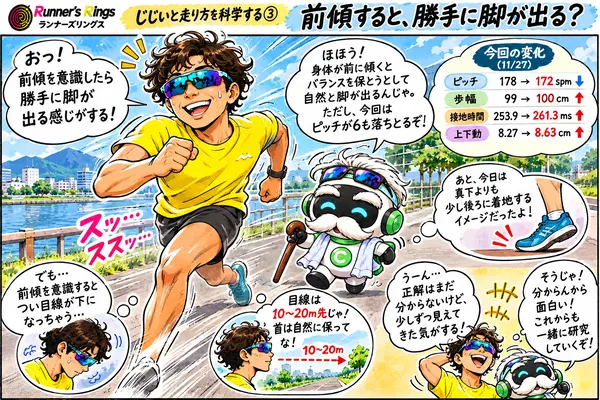 Runner's Rings
ランナーズリングス
じじいと走り方を科学する③
前傾すると、勝手に脚が出る?
おっ!
前傾を意識したら
勝手に脚が
出る感じがする!
ほほう!
身体が前に傾くと
バランスを保とうとして
自然と脚が出るんじゃ。
ただし、今回は
ピッチが6も落ちとるぞ!
今回の変化
(11/27)
ピッチ 178 → 172 spm ↓
歩幅 99 → 100 cm ↑
接地時間 253.9 → 261.3 ms ↑
上下動 8.27 → 8.63 cm ↑
あと、今日は
真下よりも
少し後ろに着地する
イメージだったよ!
スッ…
ススッ…
C
でも…
前傾を意識すると
つい目線が下に
なっちゃう…
目線は
10〜20m先じゃ!
首は自然に保って
な!
10〜20m
うーん…
正解はまだ
分からないけど、
少しずつ見えて
きた気がする!
そうじゃ!
分からんから
面白い!
これからも
一緒に研究
していくぞ!